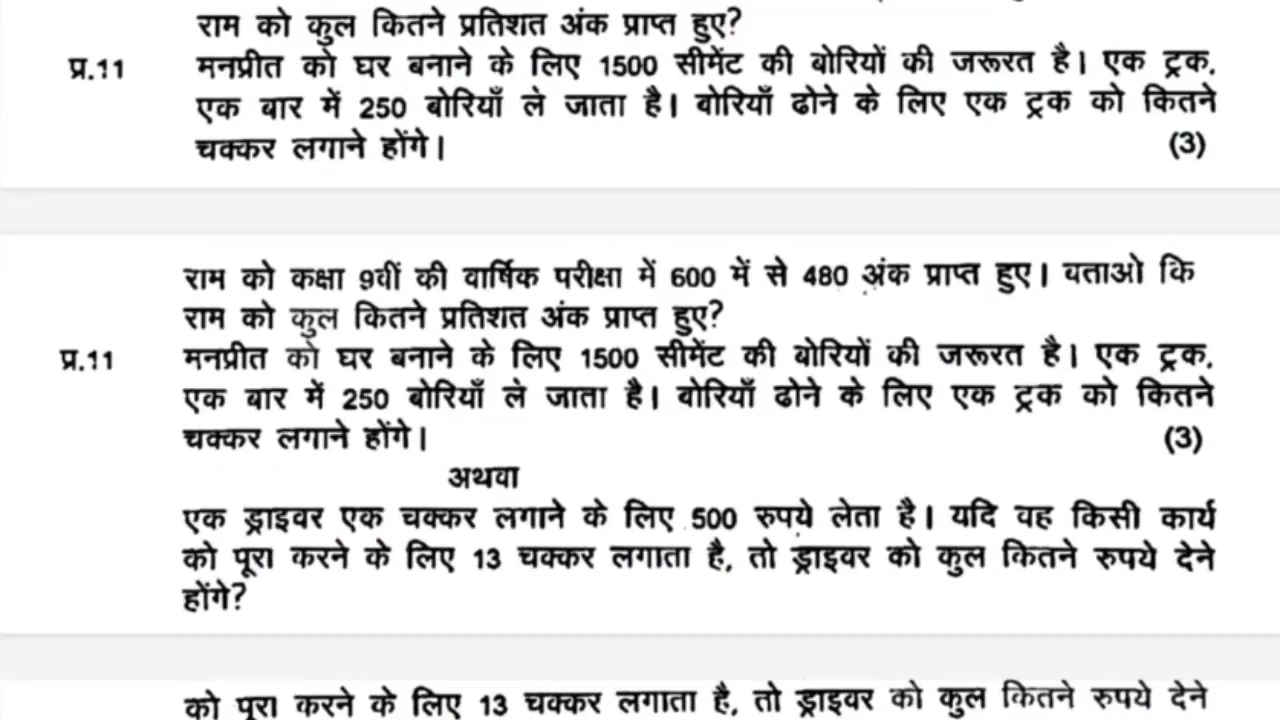 राम को कुल कितने प्रतिशत अंक प्राप्त हुए?
प्र.11 मनप्रीत को घर बनाने के लिए 1500 सीमेंट की बोरियों की जरूरत है। एक ट्रक,
एक बार में 250 बोरियाँ ले जाता है। बोरियाँ ढोने के लिए एक ट्रक को कितने
चक्कर लगाने होंगे। (3)
राम को कक्षा 9वीं की वार्षिक परीक्षा में 600 में से 480 अंक प्राप्त हुए। बताओ कि
राम को कुल कितने प्रतिशत अंक प्राप्त हुए?
प्र.11 मनप्रीत को घर बनाने के लिए 1500 सीमेंट की बोरियों की जरूरत है। एक ट्रक,
एक बार में 250 बोरियाँ ले जाता है। बोरियाँ ढोने के लिए एक ट्रक को कितने
चक्कर लगाने होंगे। (3)
अथवा
एक ड्राइवर एक चक्कर लगाने के लिए 500 रुपये लेता है। यदि वह किसी कार्य
को पूरा करने के लिए 13 चक्कर लगाता है, तो ड्राइवर को कुल कितने रुपये देने
होंगे?
को पूरा करने के लिए 13 चक्कर लगाता है, तो ड्राइवर को कुल कितने रुपये देने